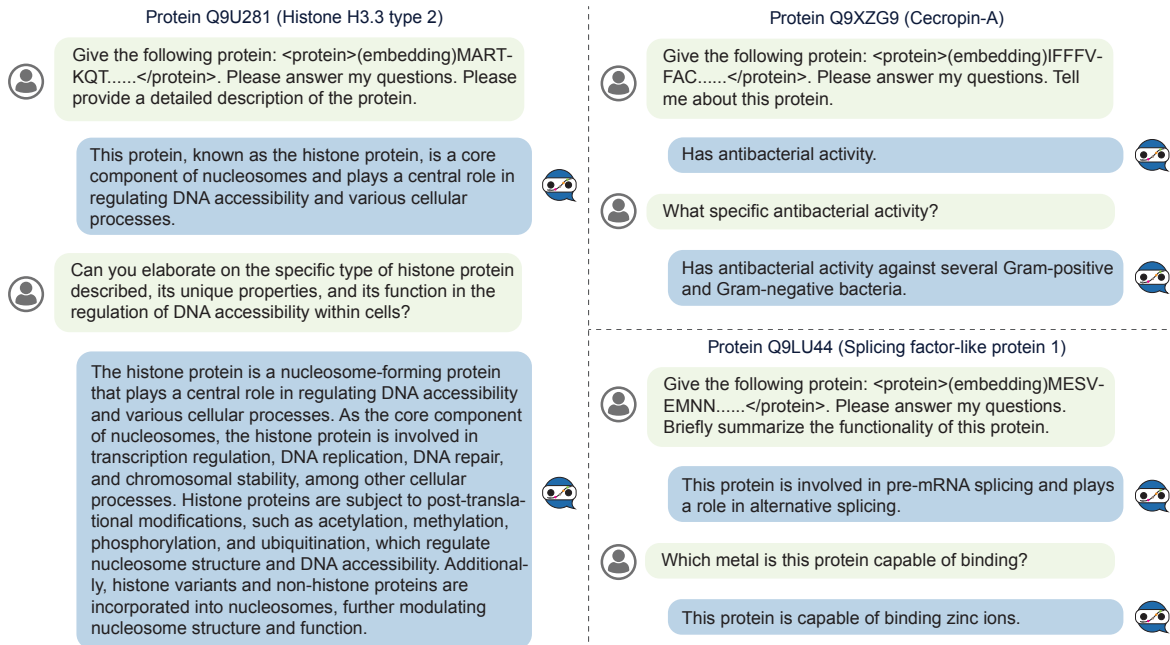 Protein Q9U281 (Histone H3.3 type 2)
Give the following protein: <protein>(embedding)MART-
KQT......</protein>. Please answer my questions. Please
provide a detailed description of the protein.
This protein, known as the histone protein, is a core
component of nucleosomes and plays a central role in
regulating DNA accessibility and various cellular
processes.
Can you elaborate on the specific type of histone protein
described, its unique properties, and its function in the
regulation of DNA accessibility within cells?
The histone protein is a nucleosome-forming protein
that plays a central role in regulating DNA accessibility
and various cellular processes. As the core component
of nucleosomes, the histone protein is involved in
transcription regulation, DNA replication, DNA repair,
and chromosomal stability, among other cellular
processes. Histone proteins are subject to post-transla-
tional modifications, such as acetylation, methylation,
phosphorylation, and ubiquitination, which regulate
nucleosome structure and DNA accessibility. Additional-
ly, histone variants and non-histone proteins are
incorporated into nucleosomes, further modulating
nucleosome structure and function.
Protein Q9XZG9 (Cecropin-A)
Give the following protein: <protein>(embedding)IFFFV-
FAC......</protein>. Please answer my questions. Tell
me about this protein.
Has antibacterial activity.
What specific antibacterial activity?
Has antibacterial activity against several Gram-positive
and Gram-negative bacteria.
Protein Q9LU44 (Splicing factor-like protein 1)
Give the following protein: <protein>(embedding)MESV-
EMNN......</protein>. Please answer my questions.
Briefly summarize the functionality of this protein.
This protein is involved in pre-mRNA splicing and plays
a role in alternative splicing.
Which metal is this protein capable of binding?
This protein is capable of binding zinc ions.